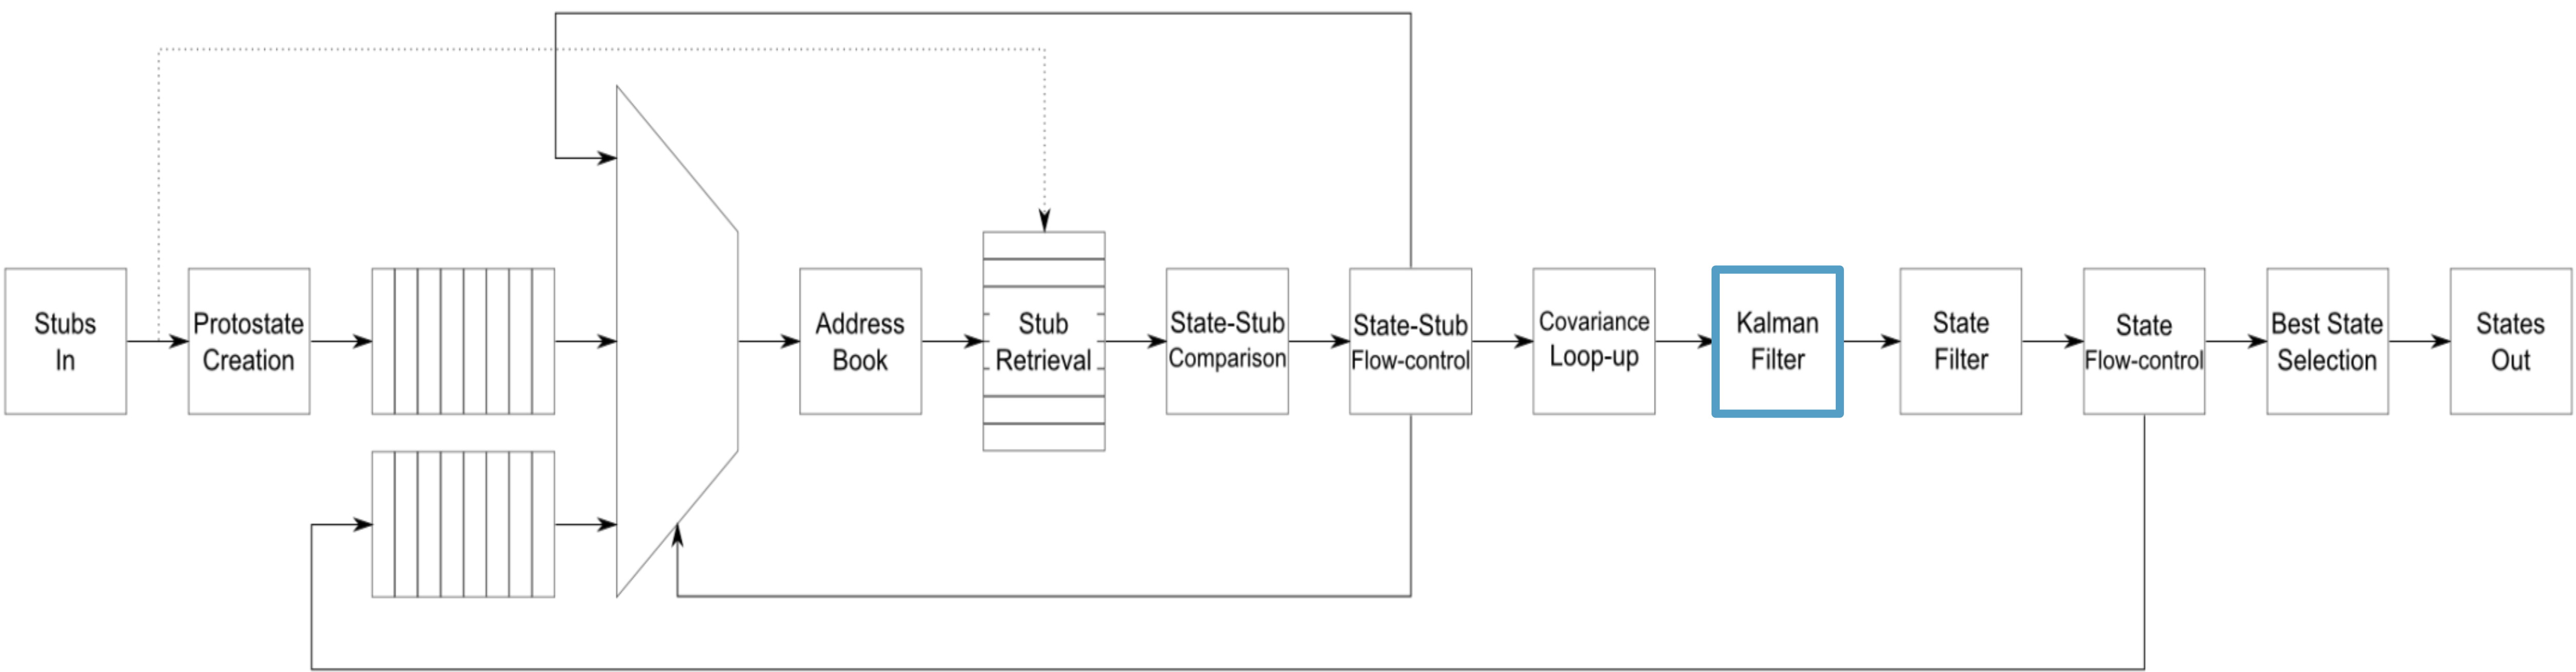 Stubs
In
Protostate
Creation
Address
Book
Stub
Retrieval
State-Stub
Comparison
State-Stub
Flow-control
Covariance
Loop-up
Kalman
Filter
State
Filter
State
Flow-control
Best State
Selection
States
Out